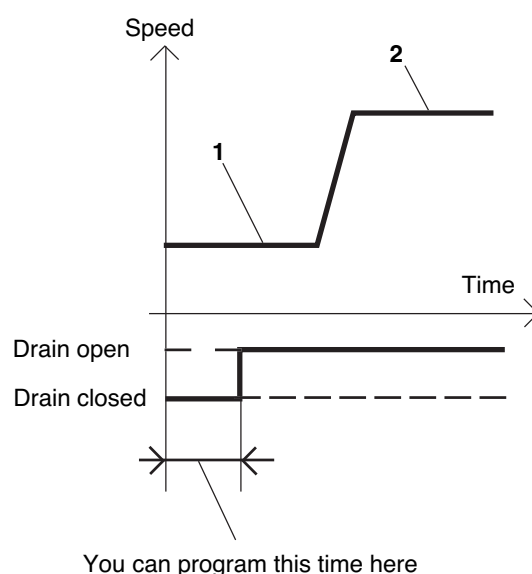 Speed
2
1
Time
Drain open
Drain closed
You can program this time here